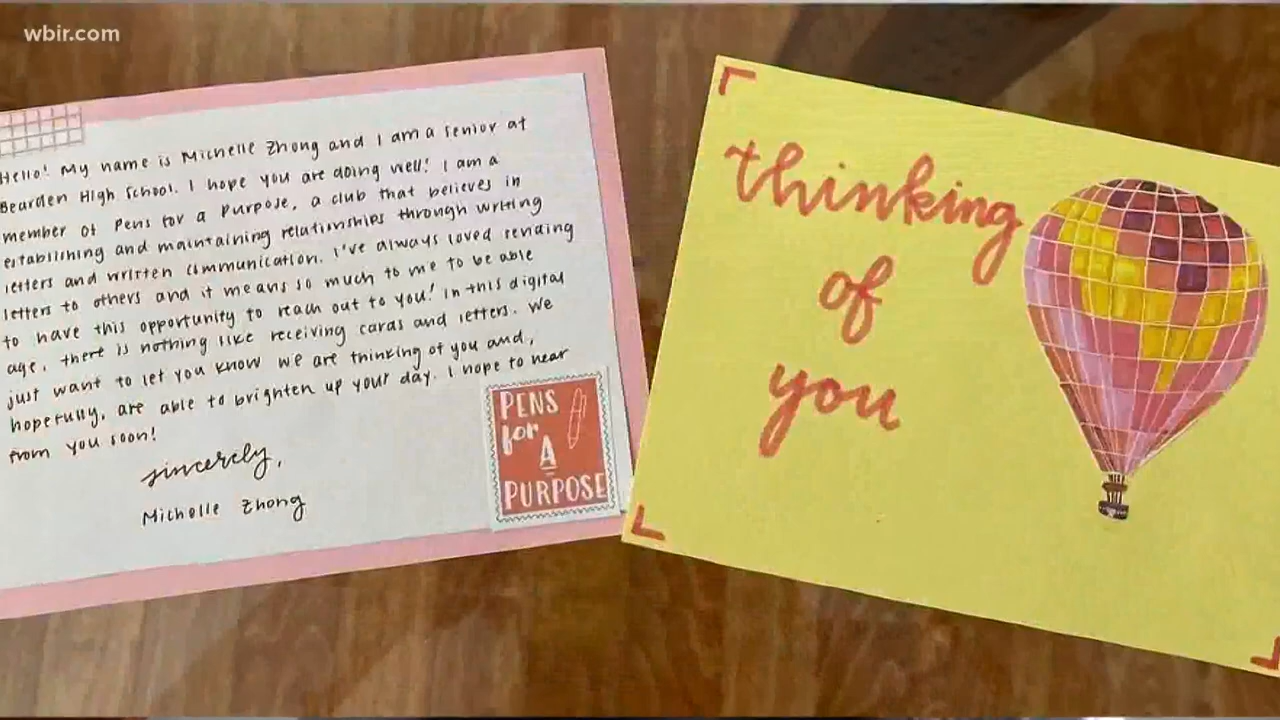 wbir.com
Hello! My name is Michelle Zhong and I am a senior at
Bearden High School. I hope you are doing well! I am a
member of Pens for a Purpose, a club that believes in
establishing and maintaining relationships through writing
letters and written communication. I've always loved sending
letters to others and it means so much to me to be able
to have this opportunity to reach out to you! In this digital
age, there is nothing like receiving cards and letters. We
just want to let you know we are thinking of you and,
hopefully, are able to brighten up your day. I hope to hear
from you soon!
sincerely,
Michelle Zhong
PENS
for
A
PURPOSE
thinking
of
you